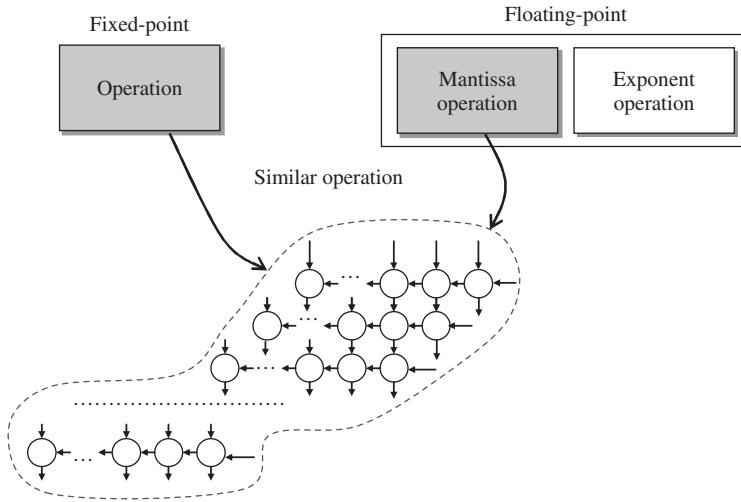 Fixed-point
Floating-point
Operation
Mantissa
operation
Exponent
operation
Similar operation